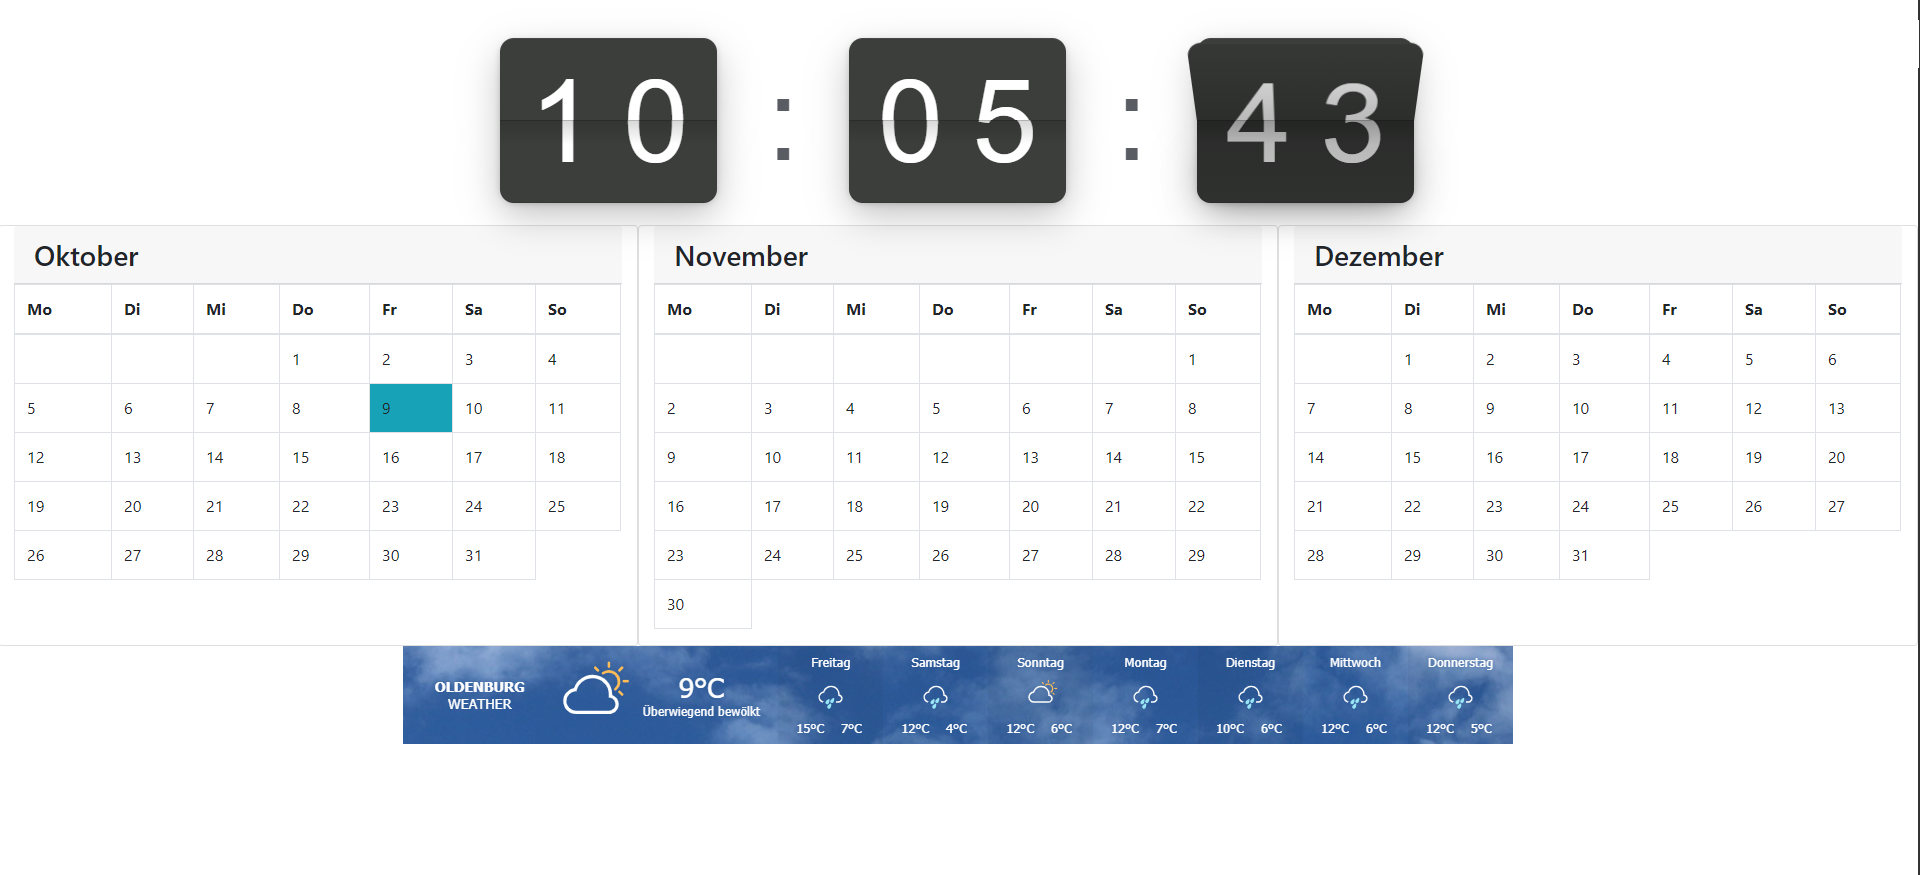 10 : 05 : 43
Oktober
Mo Di Mi Do Fr Sa So
1 2 3 4
5 6 7 8 9 10 11
12 13 14 15 16 17 18
19 20 21 22 23 24 25
26 27 28 29 30 31
November
Mo Di Mi Do Fr Sa So
1
2 3 4 5 6 7 8
9 10 11 12 13 14 15
16 17 18 19 20 21 22
23 24 25 26 27 28 29
30
Dezember
Mo Di Mi Do Fr Sa So
1 2 3 4 5 6
7 8 9 10 11 12 13
14 15 16 17 18 19 20
21 22 23 24 25 26 27
28 29 30 31
OLDENBURG
WEATHER
9°C
Überwiegend bewölkt
Freitag Samstag Sonntag Montag Dienstag Mittwoch Donnerstag
15°C 7°C 12°C 4°C 12°C 6°C 12°C 7°C 10°C 6°C 12°C 6°C 12°C 5°C